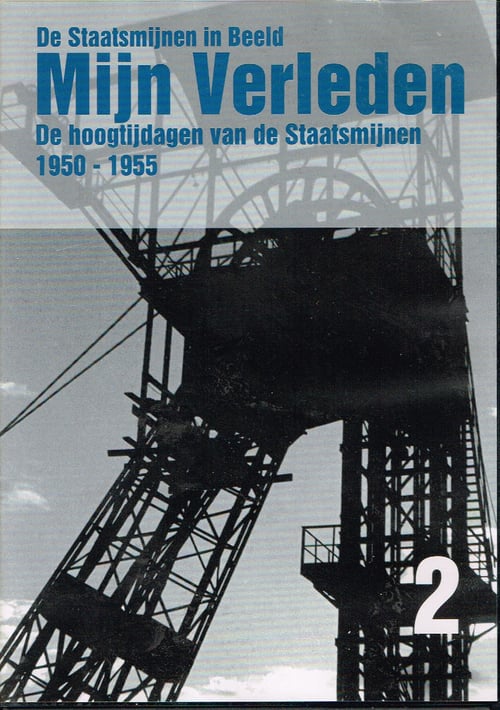 De Staatsmijnen in Beeld
Mijn Verleden
De hoogtijdagen van de Staatsmijnen
1950 - 1955
2